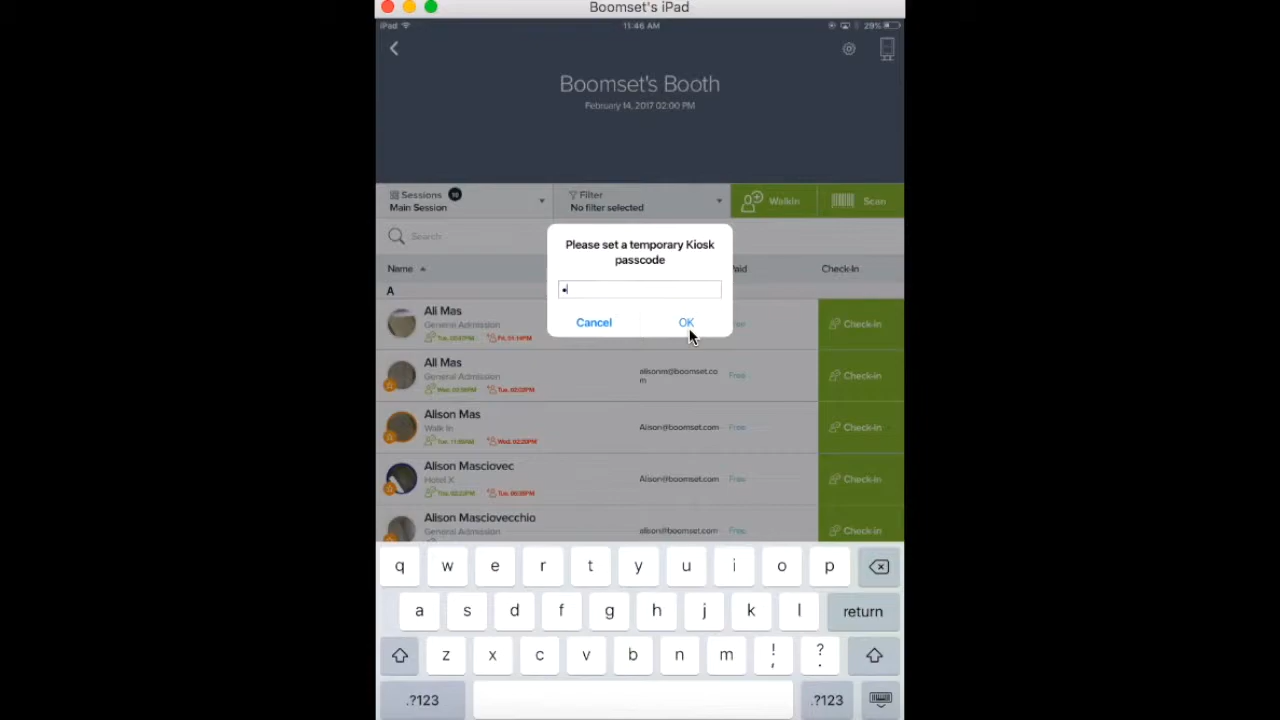 Boomset's iPad
iPad
11:46 AM
29%
Boomset's Booth
February 14, 2017 02:00 PM
Sessions 10
Main Session
Filter
No filter selected
Walkin
Scan
Search
Please set a temporary Kiosk
passcode
Cancel
OK
Name
Paid
Check-In
A
Ali Mas
General Admission
Free
Check-in
Ali Mas
General Admission
alisonm@boomset.co
m
Free
Check-in
Alison Mas
Walk In
Alison@boomset.com
Free
Check-in
Alison Masciovec
Hotel X
Alison@boomset.com
Free
Check-in
Alison Masciovecchio
General Admission
alison@boomset.com
Free
Check-in
q w e r t y u i o p
a s d f g h j k l return
z x c v b n m ! , ? .
.?123 .?123